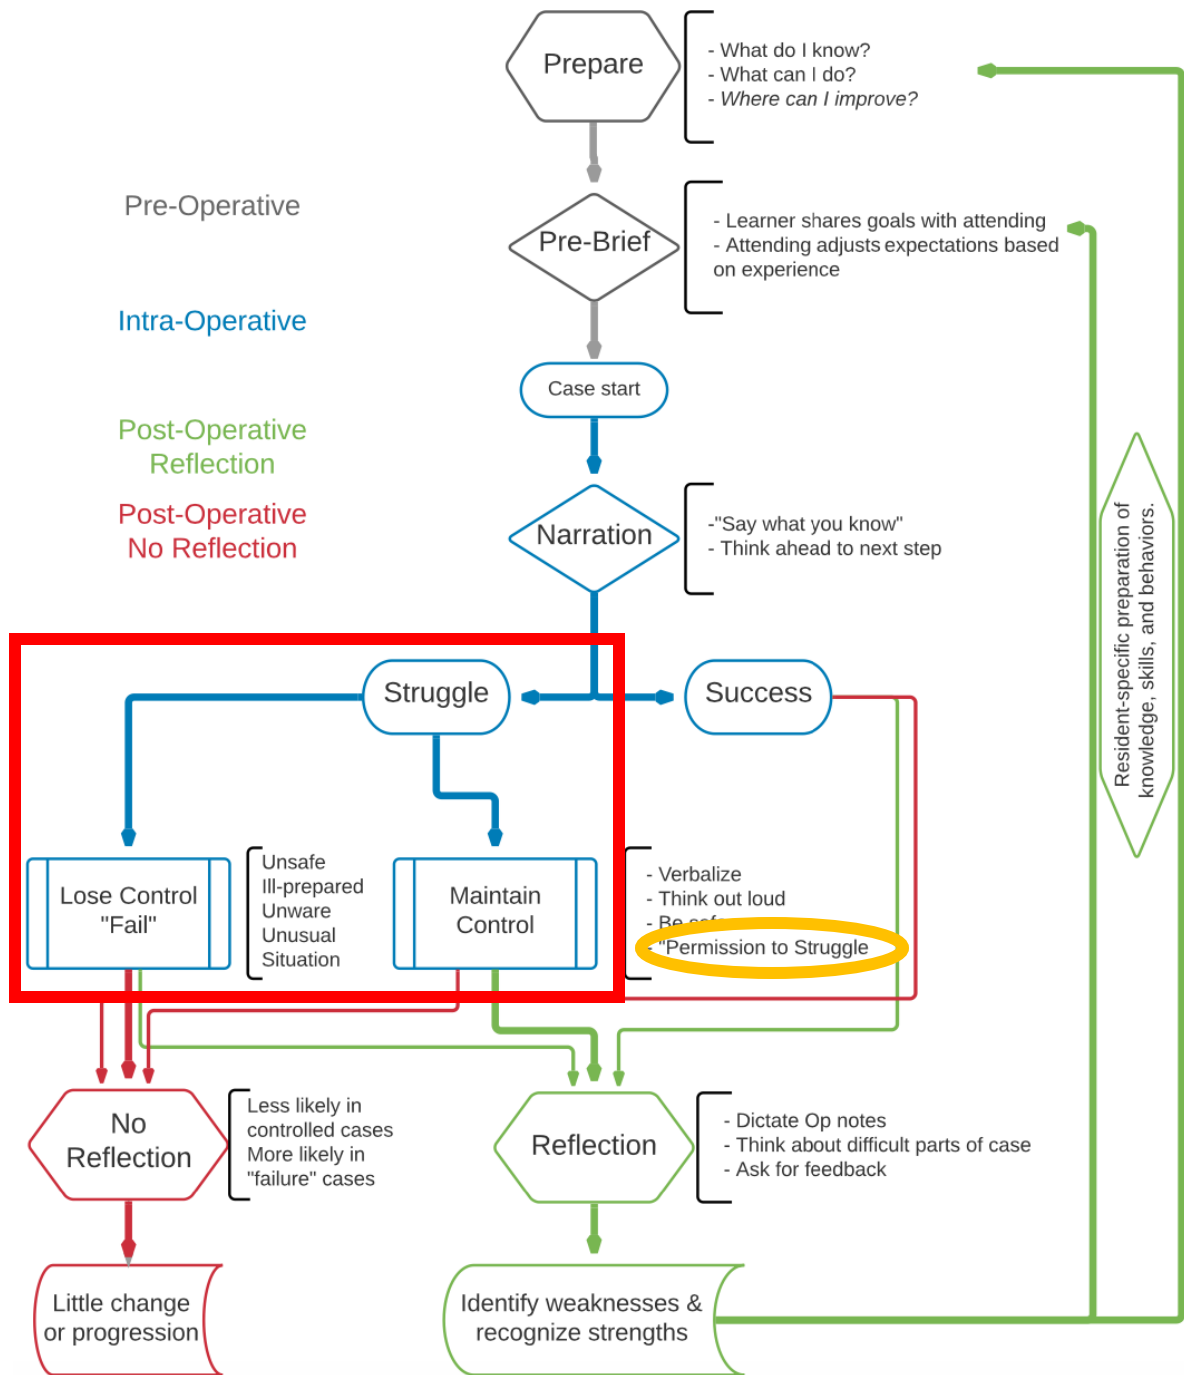 Prepare
- What do I know?
- What can I do?
- Where can I improve?
Pre-Operative
Pre-Brief
- Learner shares goals with attending
- Attending adjusts expectations based
on experience
Intra-Operative
Case start
Post-Operative
Reflection
Post-Operative
No Reflection
Narration
-"Say what you know"
- Think ahead to next step
Resident-specific preparation of
knowledge, skills, and behaviors.
Struggle
Success
Lose Control
"Fail"
Unsafe
Ill-prepared
Unware
Unusual
Situation
Maintain
Control
- Verbalize
- Think out loud
- Be safe
- "Permission to Struggle
No
Reflection
Less likely in
controlled cases
More likely in
"failure" cases
Reflection
- Dictate Op notes
- Think about difficult parts of case
- Ask for feedback
Little change
or progression
Identify weaknesses &
recognize strengths